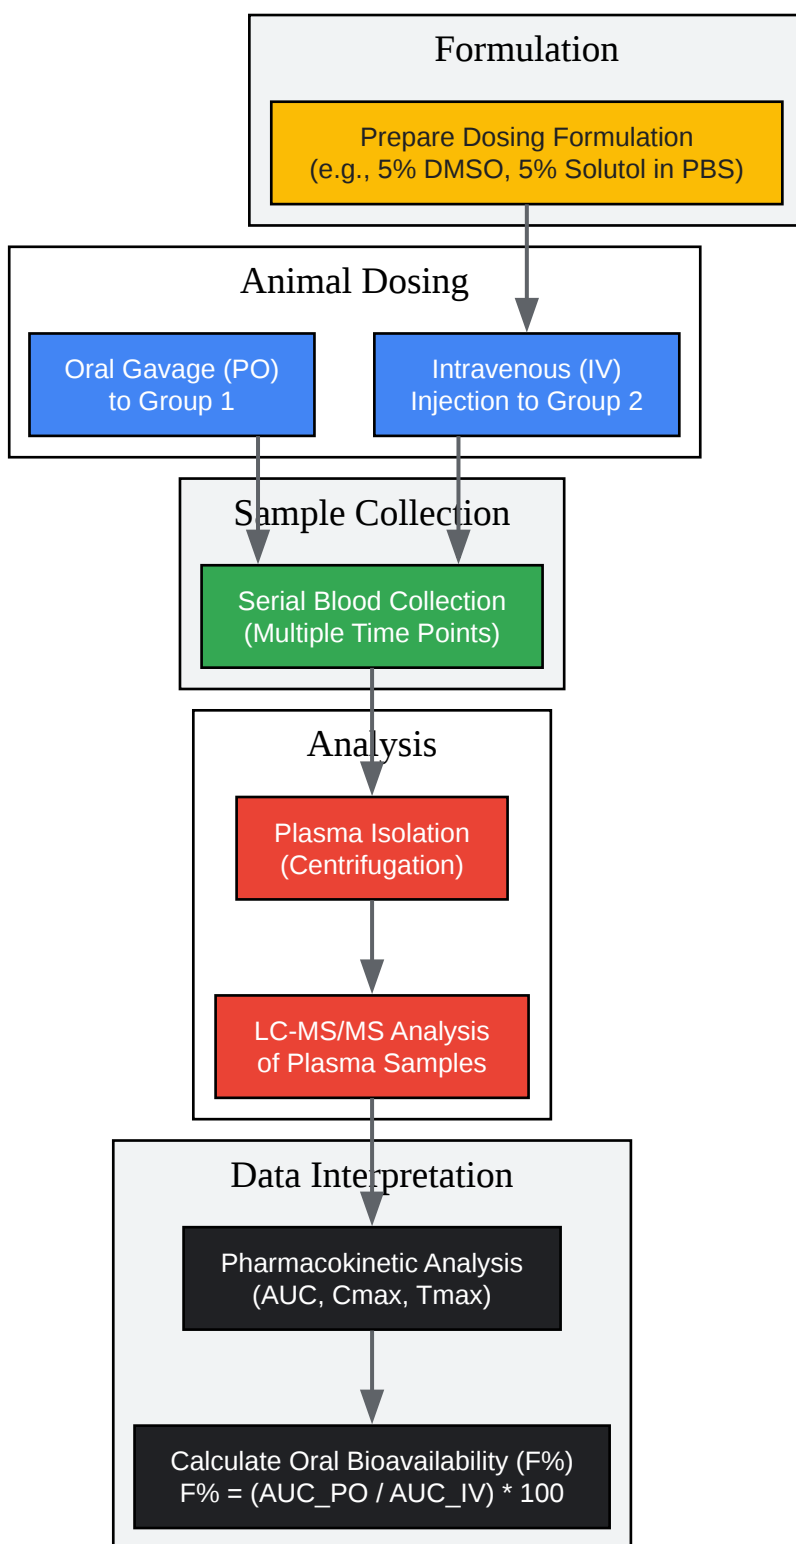 Formulation
Prepare Dosing Formulation
(e.g., 5% DMSO, 5% Solutol in PBS)
Animal Dosing
Oral Gavage (PO)
to Group 1
Intravenous (IV)
Injection to Group 2
Sample Collection
Serial Blood Collection
(Multiple Time Points)
Analysis
Plasma Isolation
(Centrifugation)
LC-MS/MS Analysis
of Plasma Samples
Data Interpretation
Pharmacokinetic Analysis
(AUC, Cmax, Tmax)
Calculate Oral Bioavailability (F%)
F% = (AUC_PO / AUC_IV) * 100